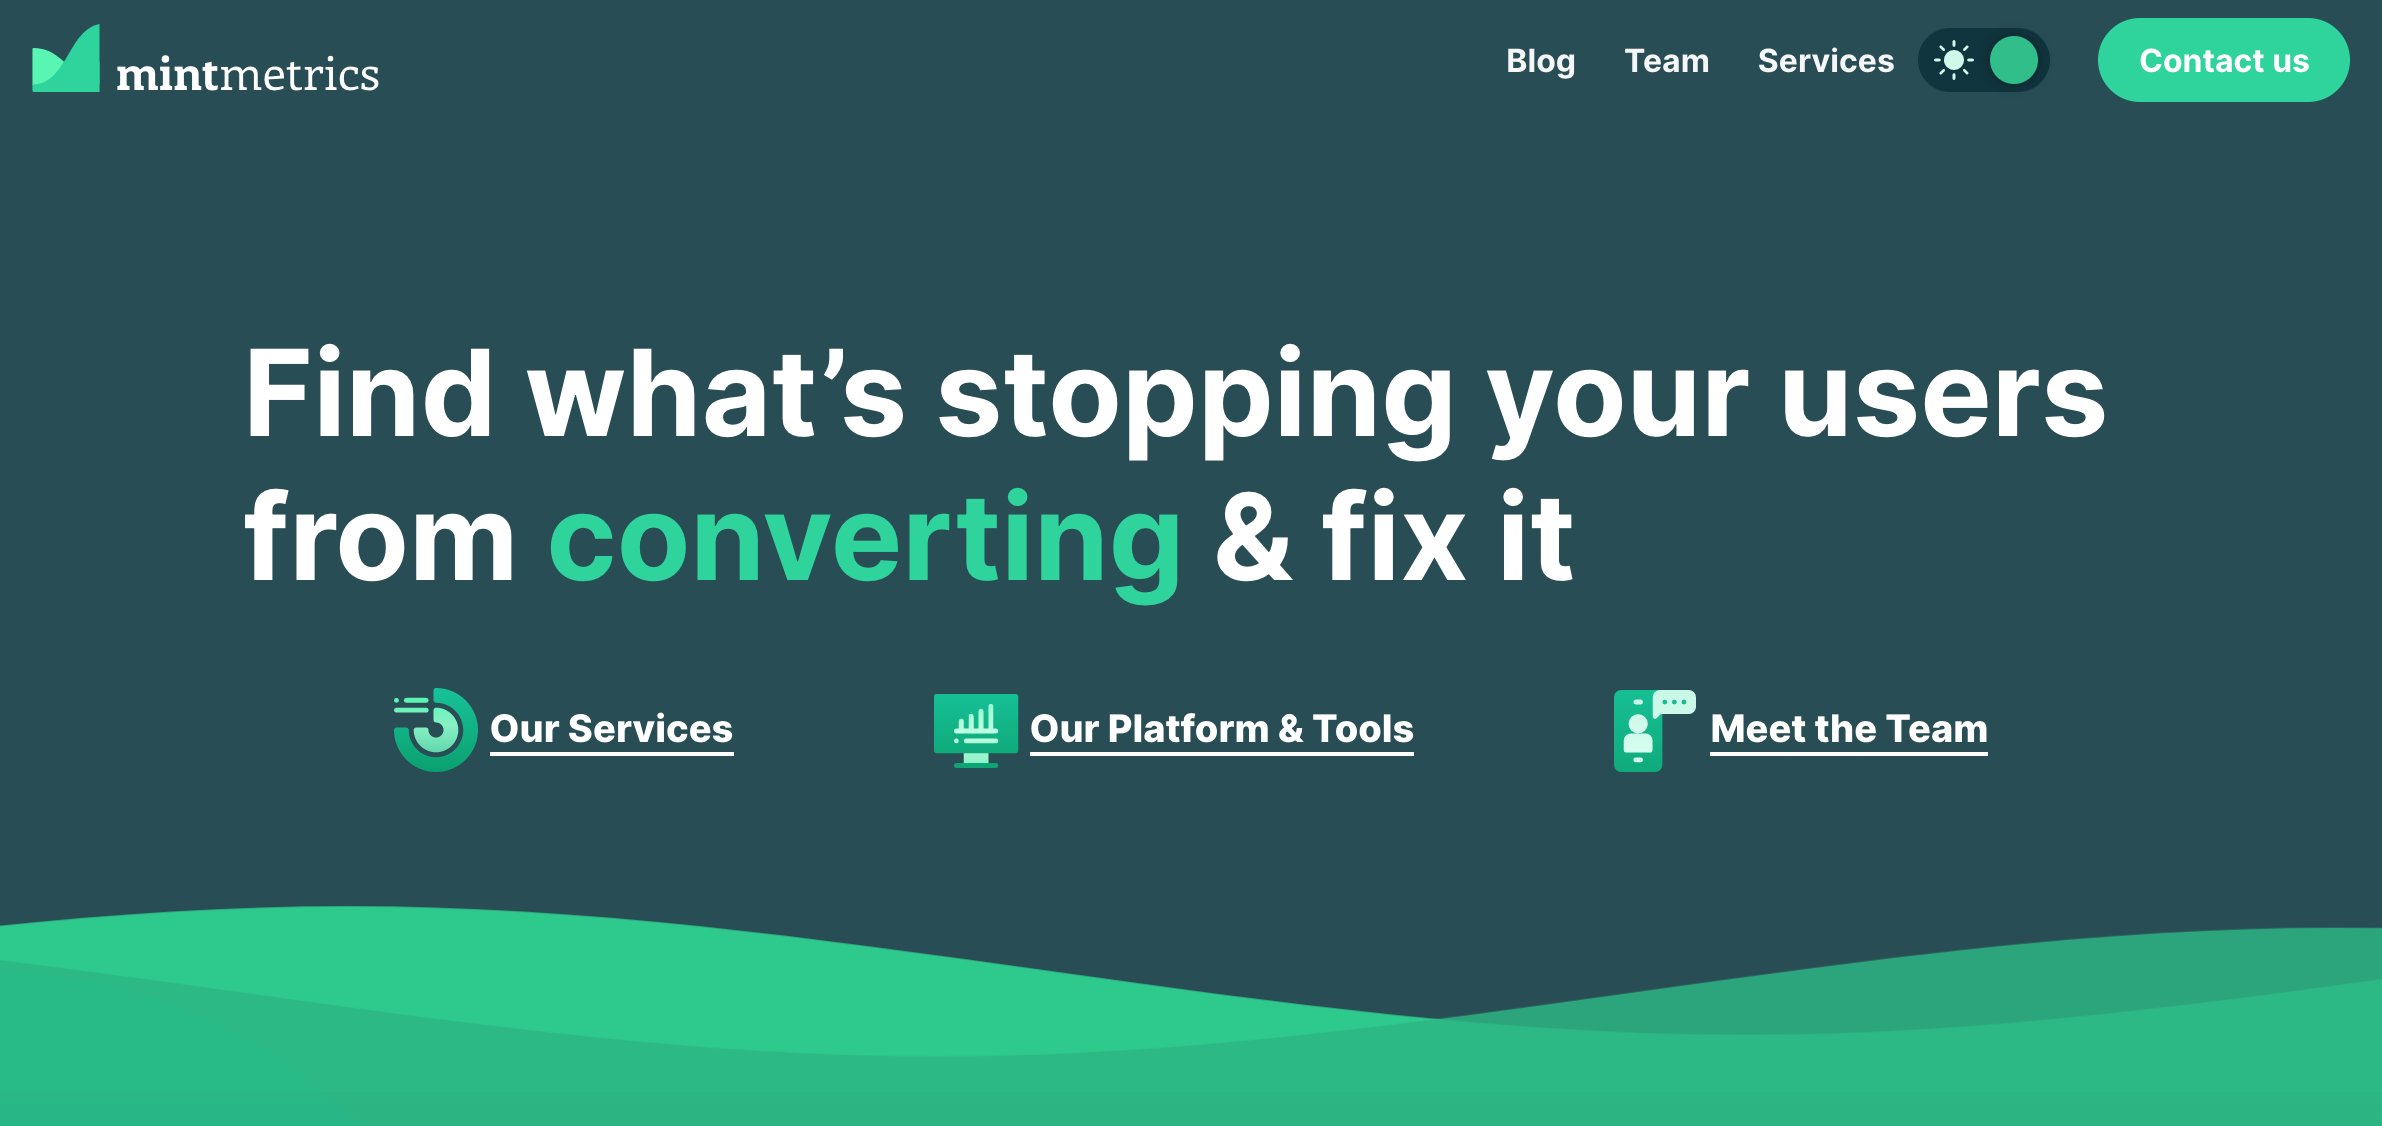 mintmetrics
Blog
Team
Services
Contact us
Find what’s stopping your users
from converting & fix it
Our Services
Our Platform & Tools
Meet the Team